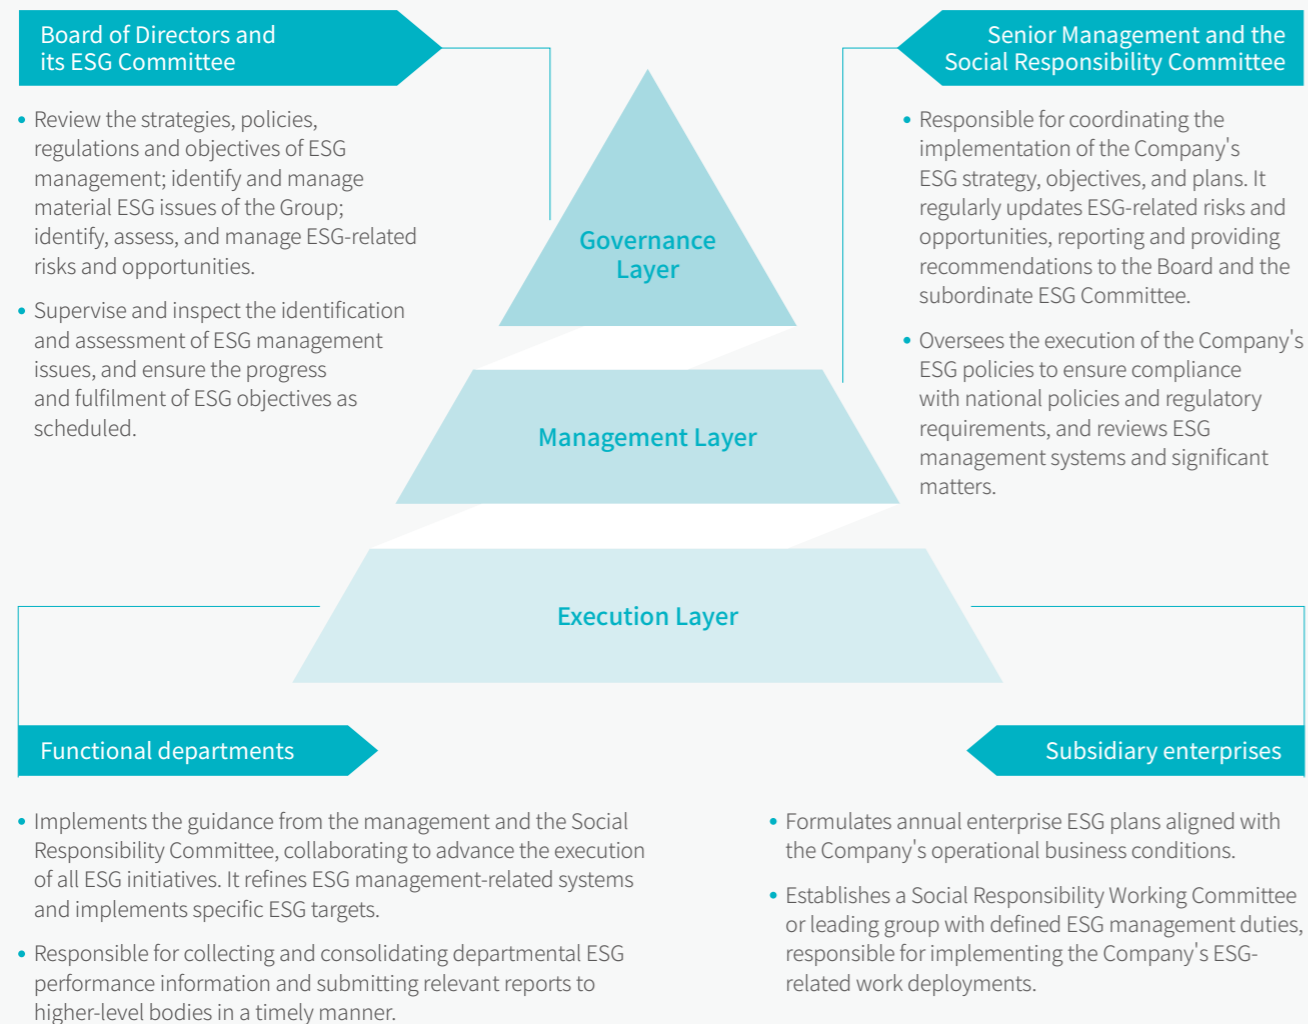 Board of Directors and
its ESG Committee
• Review the strategies, policies,
regulations and objectives of ESG
management; identify and manage
material ESG issues of the Group;
identify, assess, and manage ESG-related
risks and opportunities.
• Supervise and inspect the identification
and assessment of ESG management
issues, and ensure the progress
and fulfilment of ESG objectives as
scheduled.
Senior Management and the
Social Responsibility Committee
• Responsible for coordinating the
implementation of the Company's
ESG strategy, objectives, and plans. It
regularly updates ESG-related risks and
opportunities, reporting and providing
recommendations to the Board and the
subordinate ESG Committee.
• Oversees the execution of the Company's
ESG policies to ensure compliance
with national policies and regulatory
requirements, and reviews ESG
management systems and significant
matters.
Governance
Layer
Management Layer
Execution Layer
Functional departments
• Implements the guidance from the management and the Social
Responsibility Committee, collaborating to advance the execution
of all ESG initiatives. It refines ESG management-related systems
and implements specific ESG targets.
• Responsible for collecting and consolidating departmental ESG
performance information and submitting relevant reports to
higher-level bodies in a timely manner.
Subsidiary enterprises
• Formulates annual enterprise ESG plans aligned with
the Company's operational business conditions.
• Establishes a Social Responsibility Working Committee
or leading group with defined ESG management duties,
responsible for implementing the Company's ESG-
related work deployments.